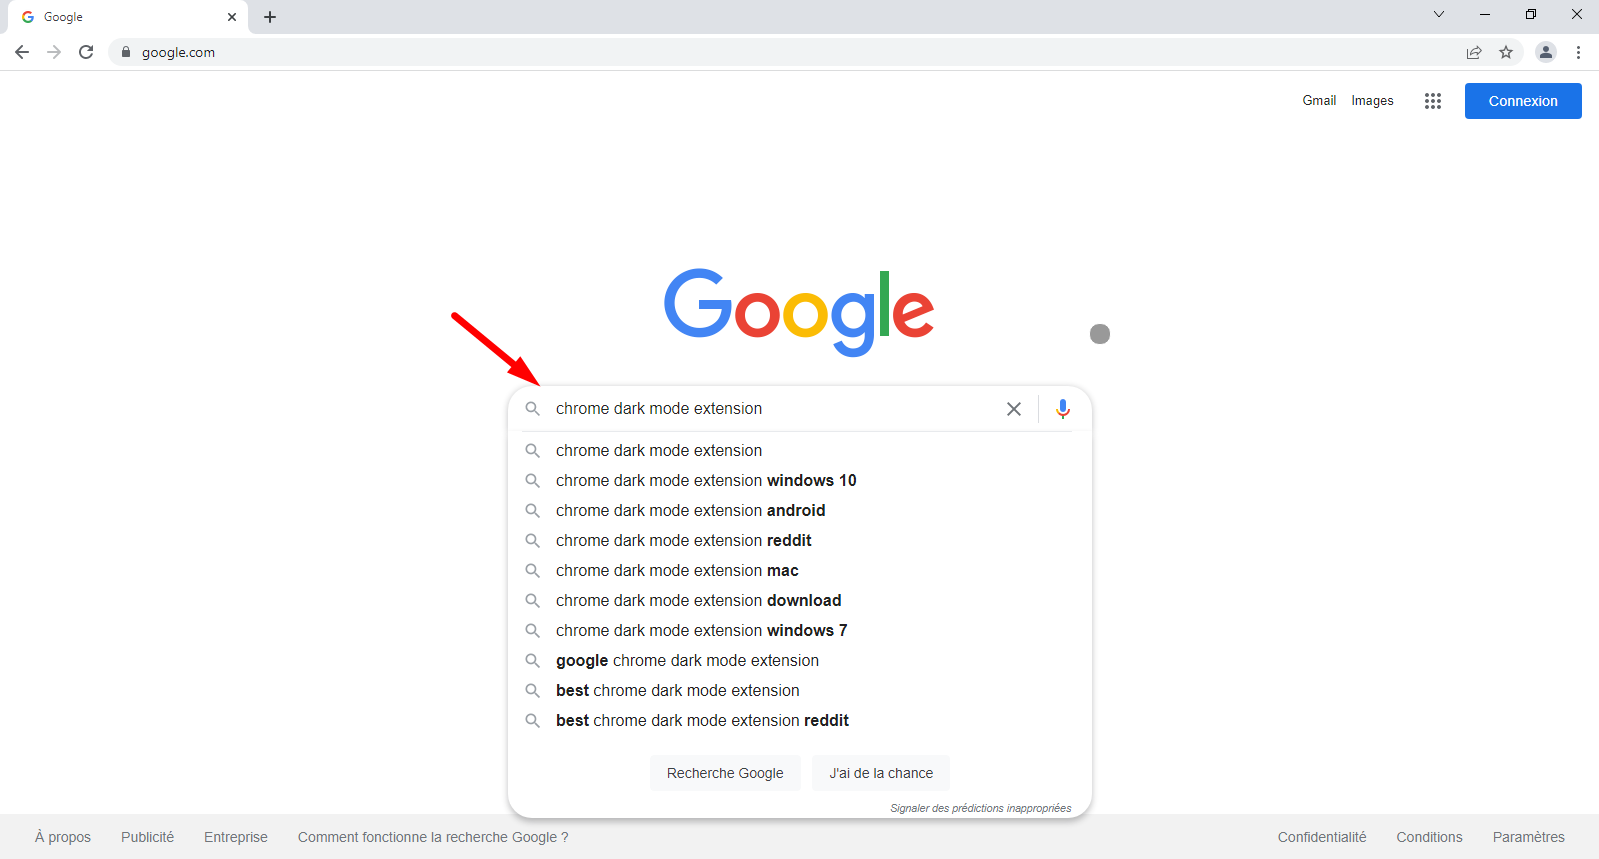 Google
google.com
Gmail Images Connexion
Google
chrome dark mode extension
chrome dark mode extension
chrome dark mode extension windows 10
chrome dark mode extension android
chrome dark mode extension reddit
chrome dark mode extension mac
chrome dark mode extension download
chrome dark mode extension windows 7
google chrome dark mode extension
best chrome dark mode extension
best chrome dark mode extension reddit
Recherche Google J'ai de la chance
Signaler des prédictions inappropriées
À propos Publicité Entreprise Comment fonctionne la recherche Google ? Confidentialité Conditions Paramètres